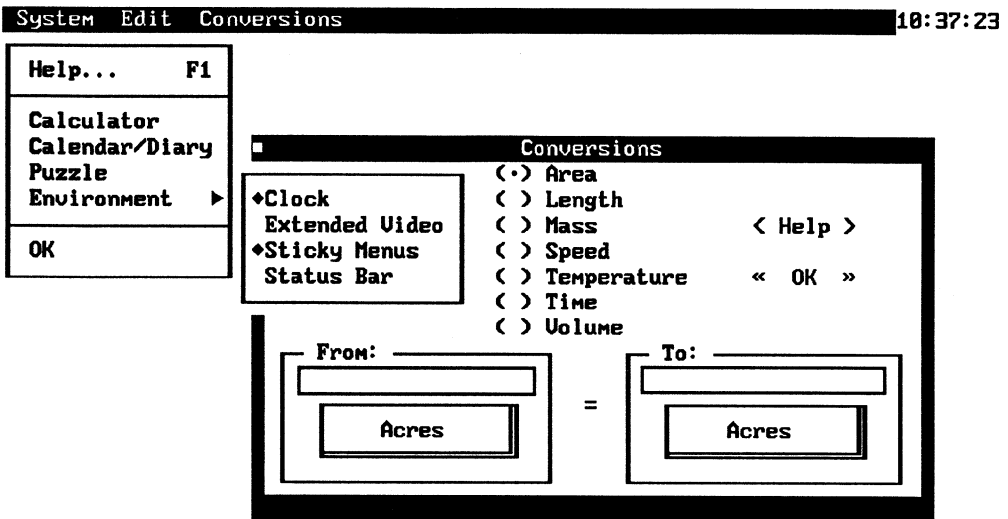 System Edit Conversions 10:37:23
Help... F1
Calculator
Calendar/Diary
Puzzle
Environment ►
OK
◆Clock
Extended Video
◆Sticky Menus
Status Bar
Conversions
(·) Area
( ) Length
( ) Mass
( ) Speed
( ) Temperature
( ) Time
( ) Volume
< Help >
« OK »
From:
Acres
=
To:
Acres